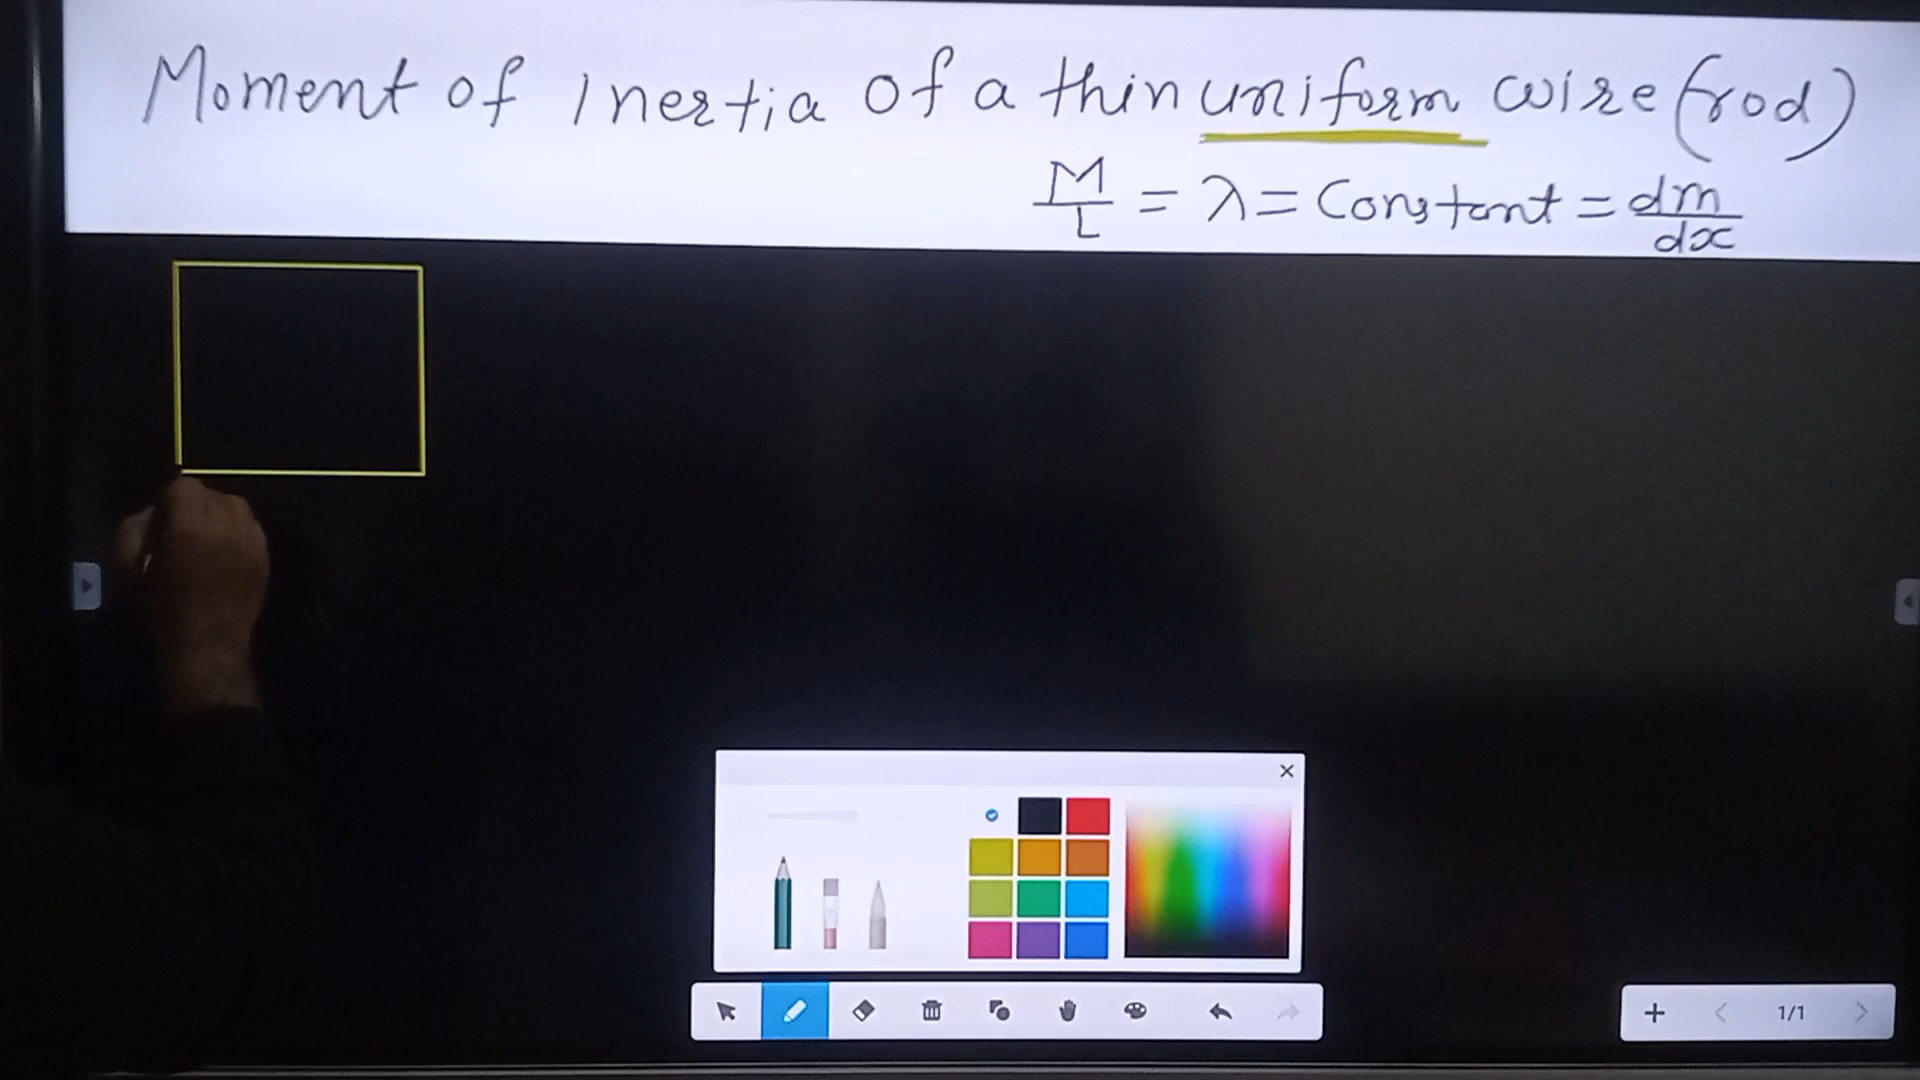 Moment of Inertia of a thin uniform wire (rod)
M/L = λ = Constant = dm/dx
1/1